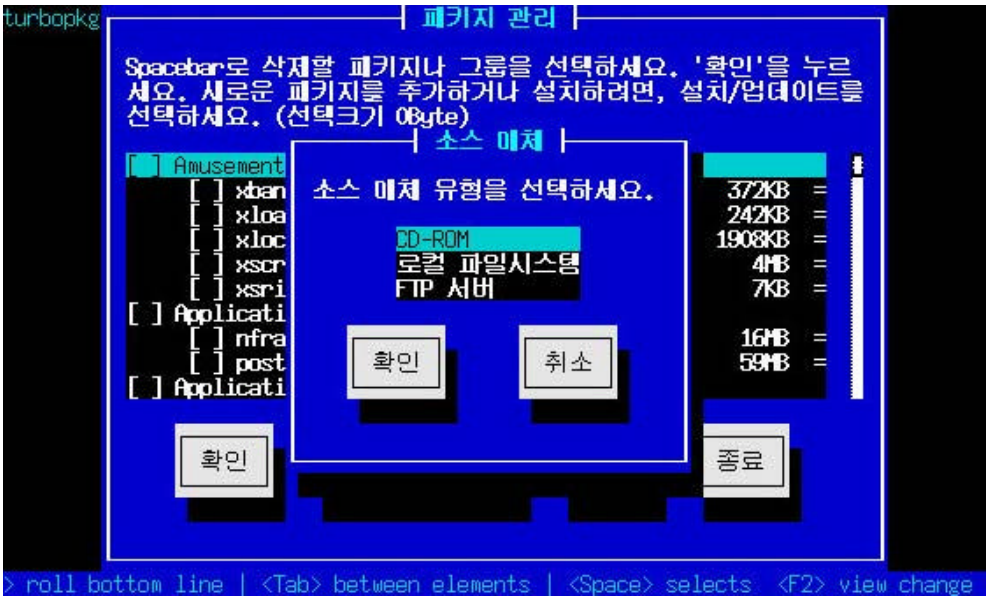 turbopkg
패키지 관리
Spacebar로 삭제할 패키지나 그룹을 선택하세요. '확인'을 누르
세요. 새로운 패키지를 추가하거나 설치하려면, 설치/업데이트를
선택하세요. (선택크기 0Byte)
소스 매체
소스 매체 유형을 선택하세요.
CD-ROM
로컬 파일시스템
FTP 서버
확인 취소
[ ] Amusement
[ ] xban 372KB =
[ ] xloa 242KB =
[ ] xloc 1908KB =
[ ] xscr 4MB =
[ ] xsri 7KB =
[ ] Applicati
[ ] nfra 16MB =
[ ] post 59MB =
[ ] Applicati
확인 종료
> roll bottom line | <Tab> between elements | <Space> selects <F2> view change